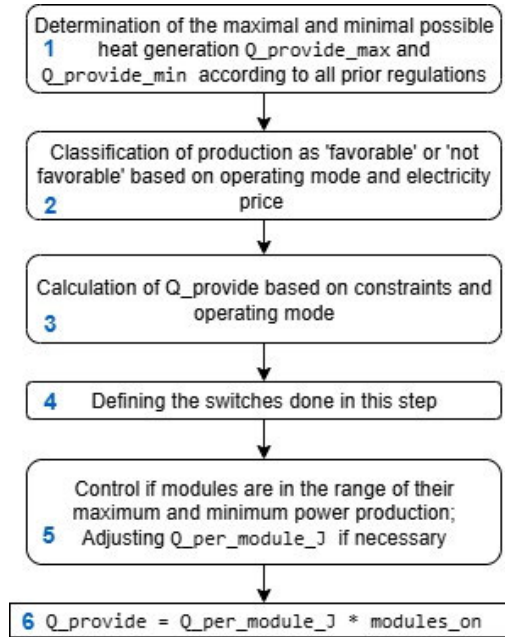 Determination of the maximal and minimal possible
1 heat generation Q_provide_max and
Q_provide_min according to all prior regulations
Classification of production as 'favorable' or 'not
favorable' based on operating mode and electricity
2 price
Calculation of Q_provide based on constraints and
operating mode
3
4 Defining the switches done in this step
Control if modules are in the range of their
maximum and minimum power production;
5 Adjusting Q_per_module_J if necessary
6 Q_provide = Q_per_module_J * modules_on